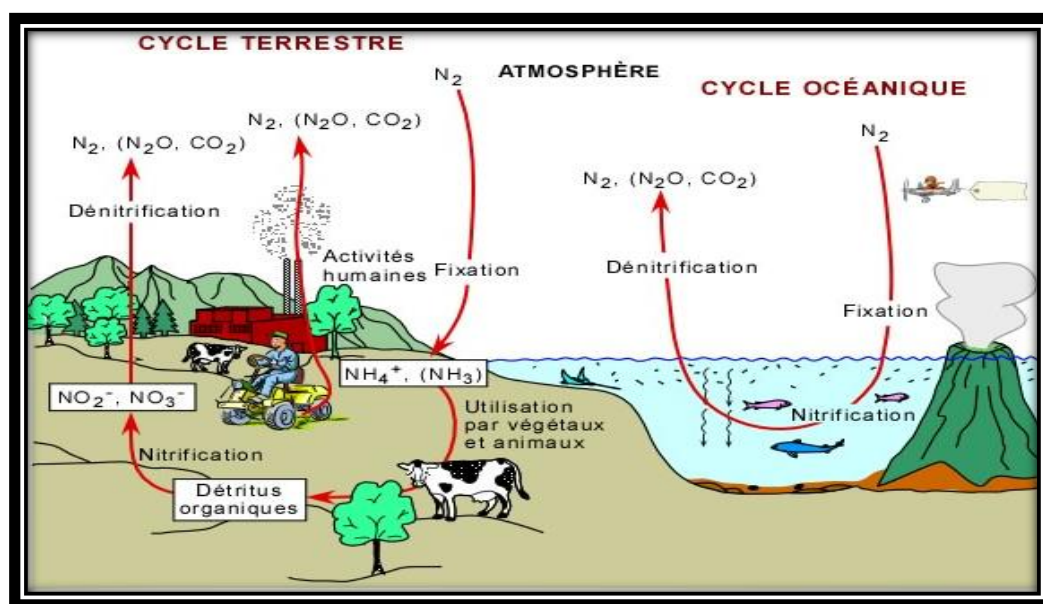 CYCLE TERRESTRE
ATMOSPHÈRE
CYCLE OCÉANIQUE
N₂
N₂, (N₂O, CO₂)
N₂, (N₂O, CO₂)
Dénitrification
Activités
humaines
Fixation
NH₄⁺, (NH₃)
NO₂⁻, NO₃⁻
Utilisation
par végétaux
et animaux
Nitrification
Détritus
organiques
N₂
N₂, (N₂O, CO₂)
Dénitrification
Fixation
Nitrification